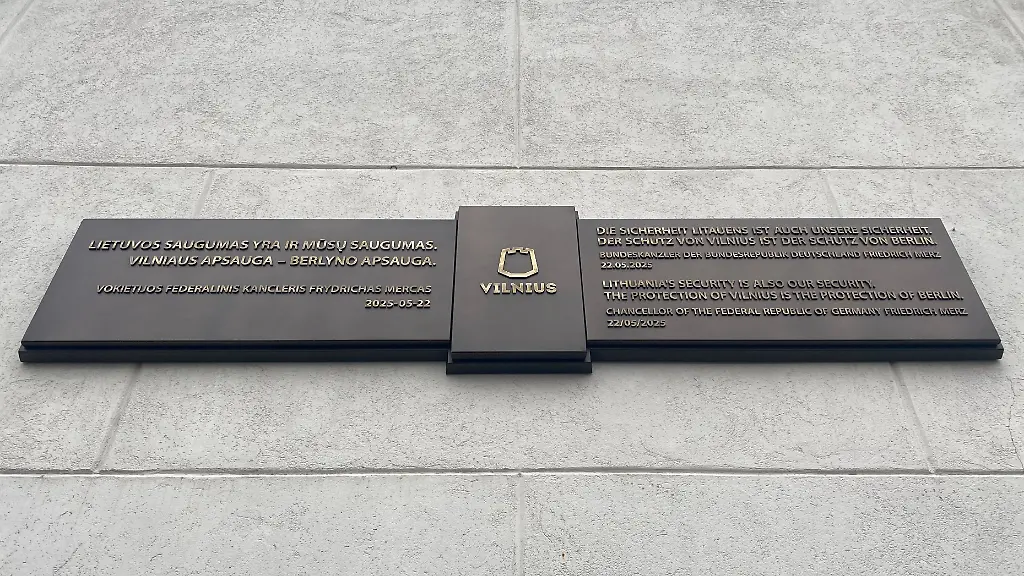 LIETUVOS SAUGUMAS YRA IR MŪSŲ SAUGUMAS.
VILNIAUS APSAUGA – BERLYNO APSAUGA.
VOKIETIJOS FEDERALINIS KANCLERIS FRYDRICHAS MERCAS
2025-05-22
VILNIUS
DIE SICHERHEIT LITAUENS IST AUCH UNSERE SICHERHEIT.
DER SCHUTZ VON VILNIUS IST DER SCHUTZ VON BERLIN.
BUNDESKANZLER DER BUNDESREPUBLIK DEUTSCHLAND FRIEDRICH MERZ
22.05.2025
LITHUANIA'S SECURITY IS ALSO OUR SECURITY.
THE PROTECTION OF VILNIUS IS THE PROTECTION OF BERLIN.
CHANCELLOR OF THE FEDERAL REPUBLIC OF GERMANY FRIEDRICH MERZ
22/05/2025